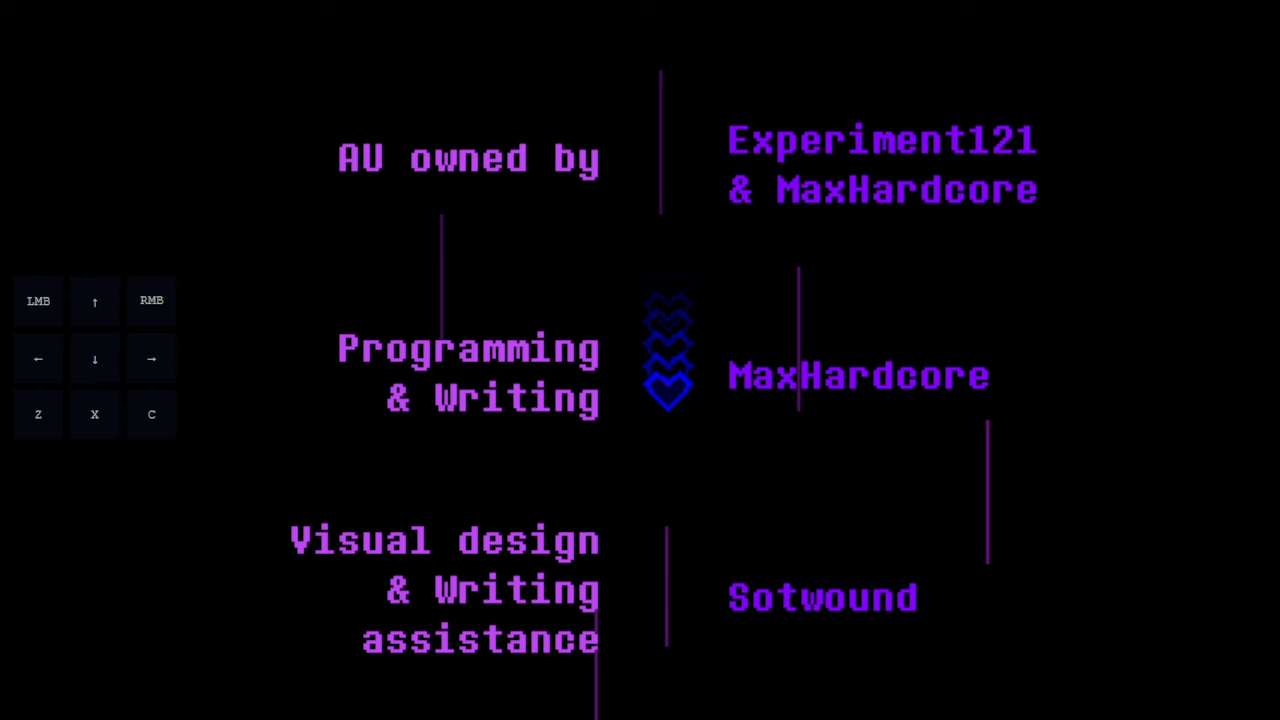 AU owned by
Experiment121
& MaxHardcore
LMB ↑ RMB
← ↓ →
Z X C
Programming
& Writing
MaxHardcore
Visual design
& Writing
assistance
Sotwound